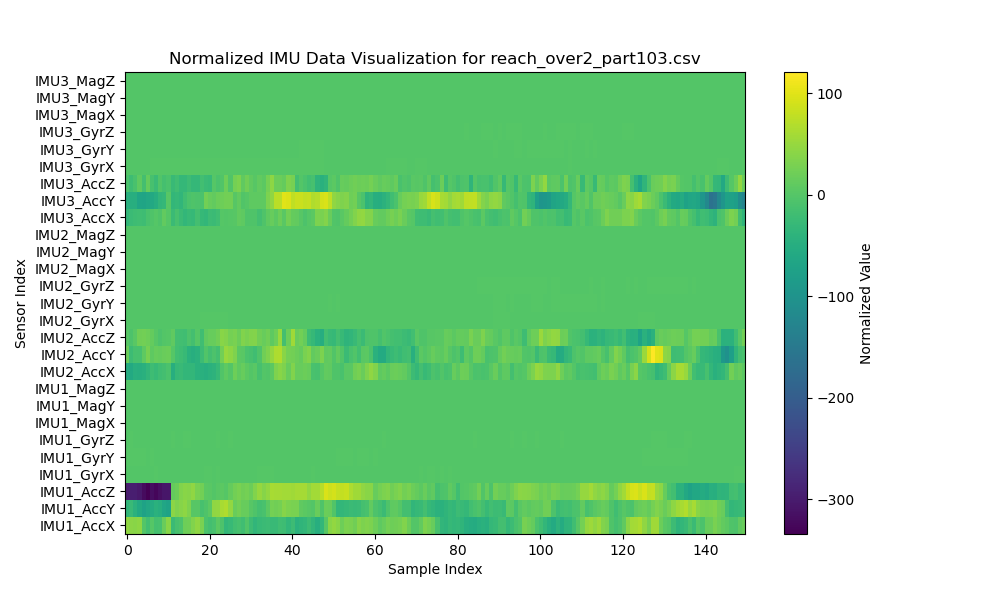 Normalized IMU Data Visualization for reach_over2_part103.csv
IMU3_MagZ
IMU3_MagY
IMU3_MagX
IMU3_GyrZ
IMU3_GyrY
IMU3_GyrX
IMU3_AccZ
IMU3_AccY
IMU3_AccX
IMU2_MagZ
IMU2_MagY
IMU2_MagX
IMU2_GyrZ
IMU2_GyrY
IMU2_GyrX
IMU2_AccZ
IMU2_AccY
IMU2_AccX
IMU1_MagZ
IMU1_MagY
IMU1_MagX
IMU1_GyrZ
IMU1_GyrY
IMU1_GyrX
IMU1_AccZ
IMU1_AccY
IMU1_AccX
Sensor Index
0 20 40 60 80 100 120 140
Sample Index
100
0
−100
−200
−300
Normalized Value